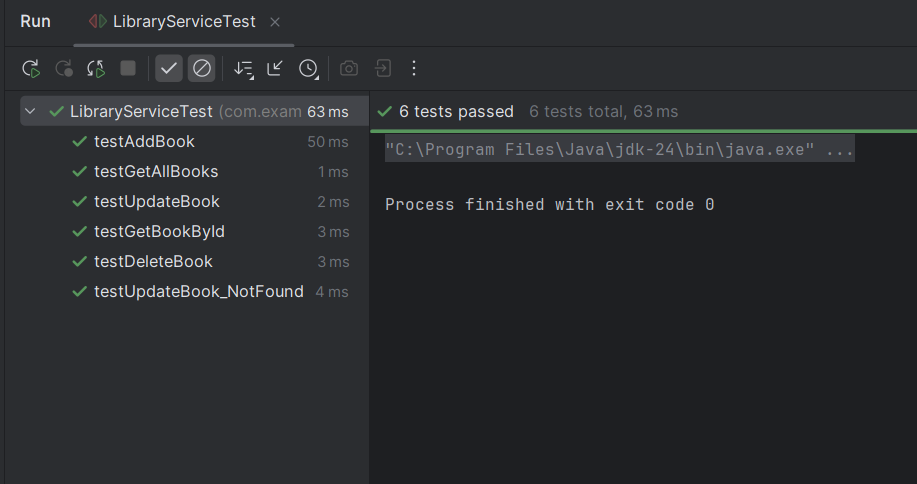 Run LibraryServiceTest
LibraryServiceTest (com.exam 63 ms
testAddBook 50 ms
testGetAllBooks 1 ms
testUpdateBook 2 ms
testGetBookById 3 ms
testDeleteBook 3 ms
testUpdateBook_NotFound 4 ms
6 tests passed 6 tests total, 63 ms
"C:\Program Files\Java\jdk-24\bin\java.exe" ...
Process finished with exit code 0